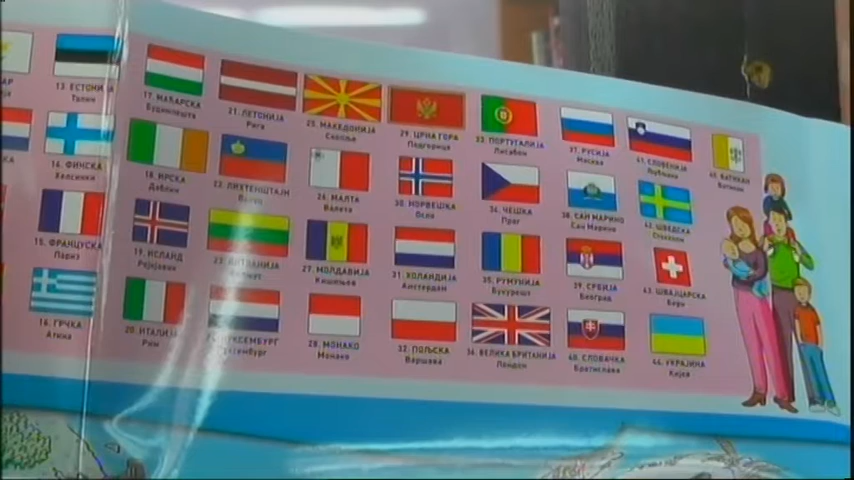 13. ЕСТОНИЈА
Талин
14. ФИНСКА
Хелсинки
15. ФРАНЦУСКА
Париз
16. ГРЧКА
Атина
17. МАЂАРСКА
Будимпешта
18. ИРСКА
Даблин
19. ИСЛАНД
Рејкјавик
20. ИТАЛИЈА
Рим
21. ЛЕТОНИЈА
Рига
22. ЛИХТЕНШТАЈН
Вадуз
23. ЛИТВАНИЈА
25. МАКЕДОНИЈА
Скопље
26. МАЛТА
Валета
27. МОЛДАВИЈА
Кишињев
28. МОНАКО
Монако
29. ЦРНА ГОРА
Подгорица
30. НОРВЕШКА
Осло
31. ХОЛАНДИЈА
Амстердам
32. ПОЉСКА
Варшава
33. ПОРТУГАЛИЈА
Лисабон
34. ЧЕШКА
Праг
35. РУМУНИЈА
Букурешт
36. ВЕЛИКА БРИТАНИЈА
Лондон
37. РУСИЈА
Москва
38. САН МАРИНО
Сан Марино
39. СРБИЈА
Београд
40. СЛОВАЧКА
Братислава
41. СЛОВЕНИЈА
Љубљана
42. ШВЕДСКА
Стокхолм
43. ШВАЈЦАРСКА
Берн
44. УКРАЈИНА
Кијев
45. ВАТИКАН
Ватикан